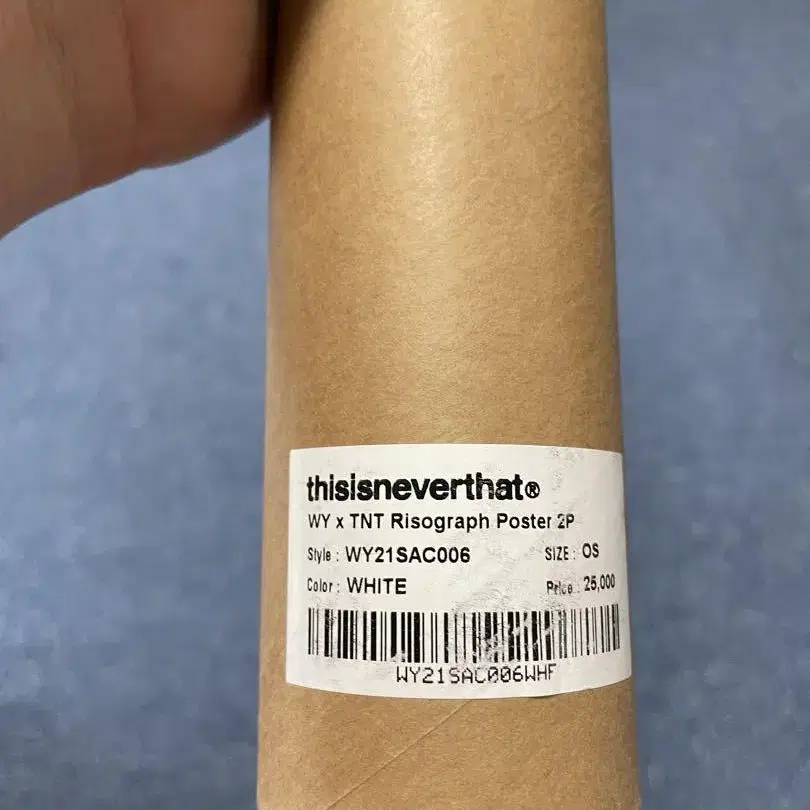 thisisneverthat®
WY x TNT Risograph Poster 2P
Style : WY21SAC006 SIZE : OS
Color : WHITE Price : 25,000
WY21SAC006WHF